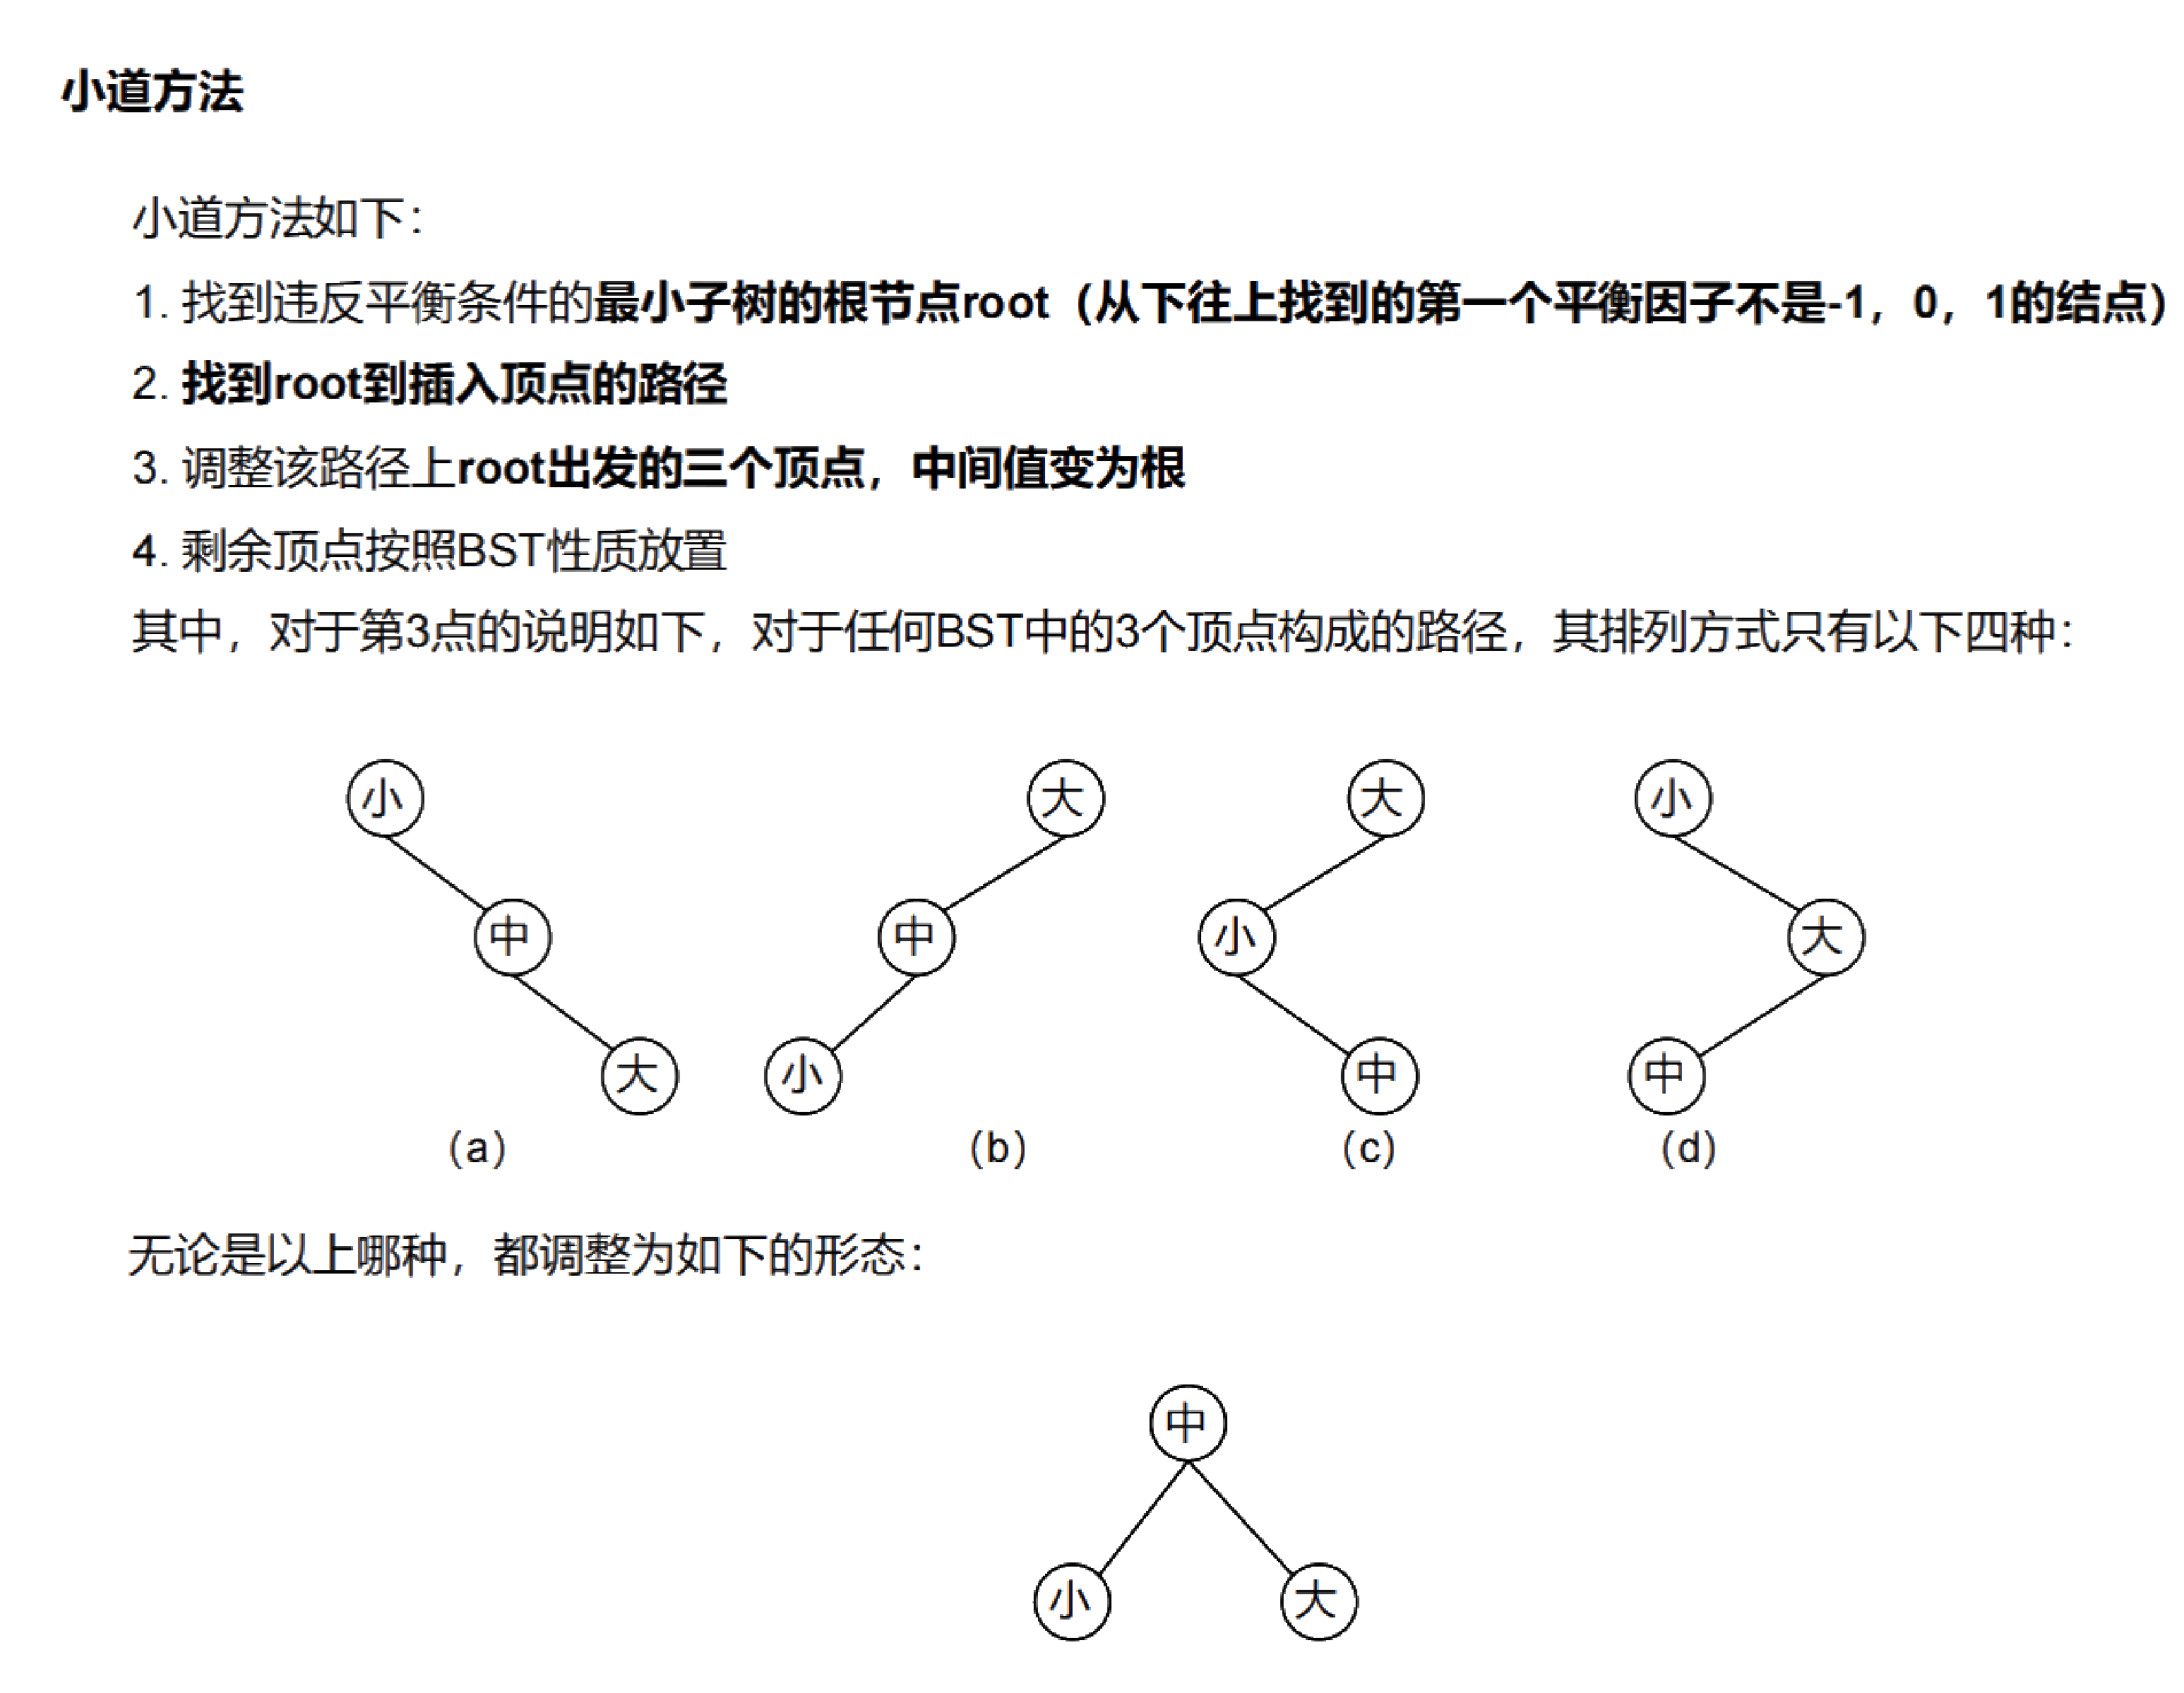 小道方法
小道方法如下：
1. 找到违反平衡条件的最小子树的根节点root（从下往上找到的第一个平衡因子不是-1，0，1的结点）
2. 找到root到插入顶点的路径
3. 调整该路径上root出发的三个顶点，中间值变为根
4. 剩余顶点按照BST性质放置
其中，对于第3点的说明如下，对于任何BST中的3个顶点构成的路径，其排列方式只有以下四种：
小 大 大 小
中 中 小 大
大 小 中 中
（a） （b） （c） （d）
无论是以上哪种，都调整为如下的形态：
中
小 大